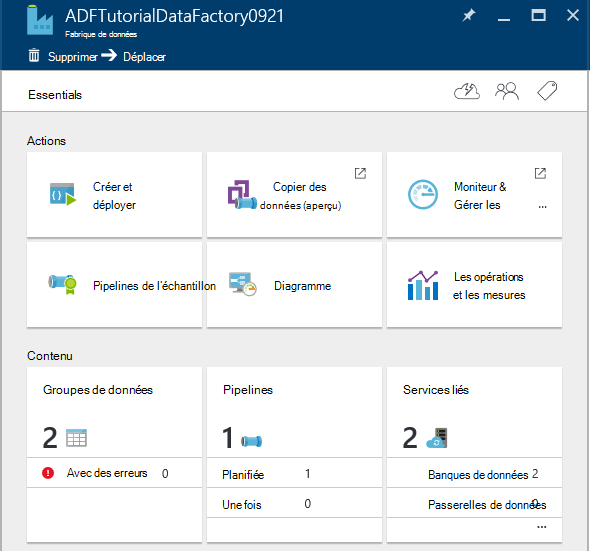 ADFTutorialDataFactory0921
Fabrique de données
Supprimer Déplacer
Essentials
Actions
Créer et
déployer
Copier des
données (aperçu)
Moniteur &
Gérer les
...
Pipelines de l'échantillon
Diagramme
Les opérations
et les mesures
Contenu
Groupes de données
2
Avec des erreurs 0
Pipelines
1
Planifiée 1
Une fois 0
Services liés
2
Banques de données 2
Passerelles de données 0
...